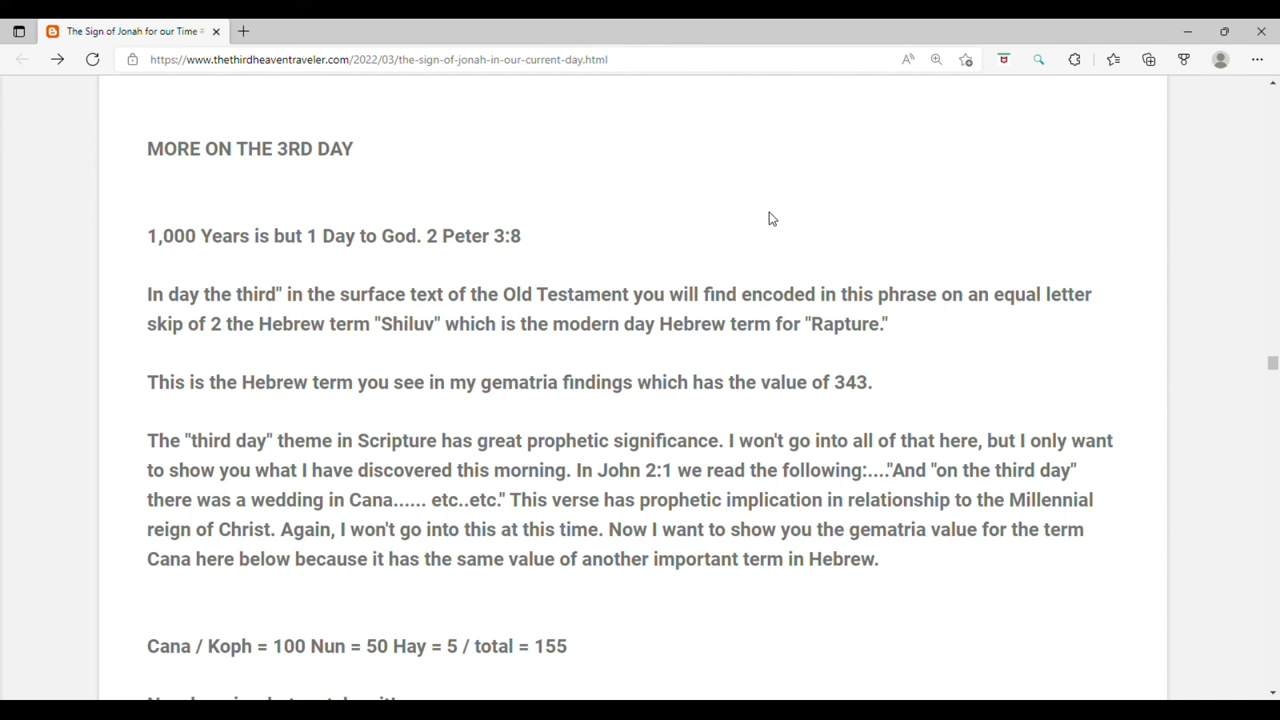 The Sign of Jonah for our Time
https://www.thethirdheaventraveler.com/2022/03/the-sign-of-jonah-in-our-current-day.html
MORE ON THE 3RD DAY
1,000 Years is but 1 Day to God. 2 Peter 3:8
In day the third" in the surface text of the Old Testament you will find encoded in this phrase on an equal letter
skip of 2 the Hebrew term "Shiluv" which is the modern day Hebrew term for "Rapture."
This is the Hebrew term you see in my gematria findings which has the value of 343.
The "third day" theme in Scripture has great prophetic significance. I won't go into all of that here, but I only want
to show you what I have discovered this morning. In John 2:1 we read the following:...."And "on the third day"
there was a wedding in Cana...... etc..etc." This verse has prophetic implication in relationship to the Millennial
reign of Christ. Again, I won't go into this at this time. Now I want to show you the gematria value for the term
Cana here below because it has the same value of another important term in Hebrew.
Cana / Koph = 100 Nun = 50 Hay = 5 / total = 155